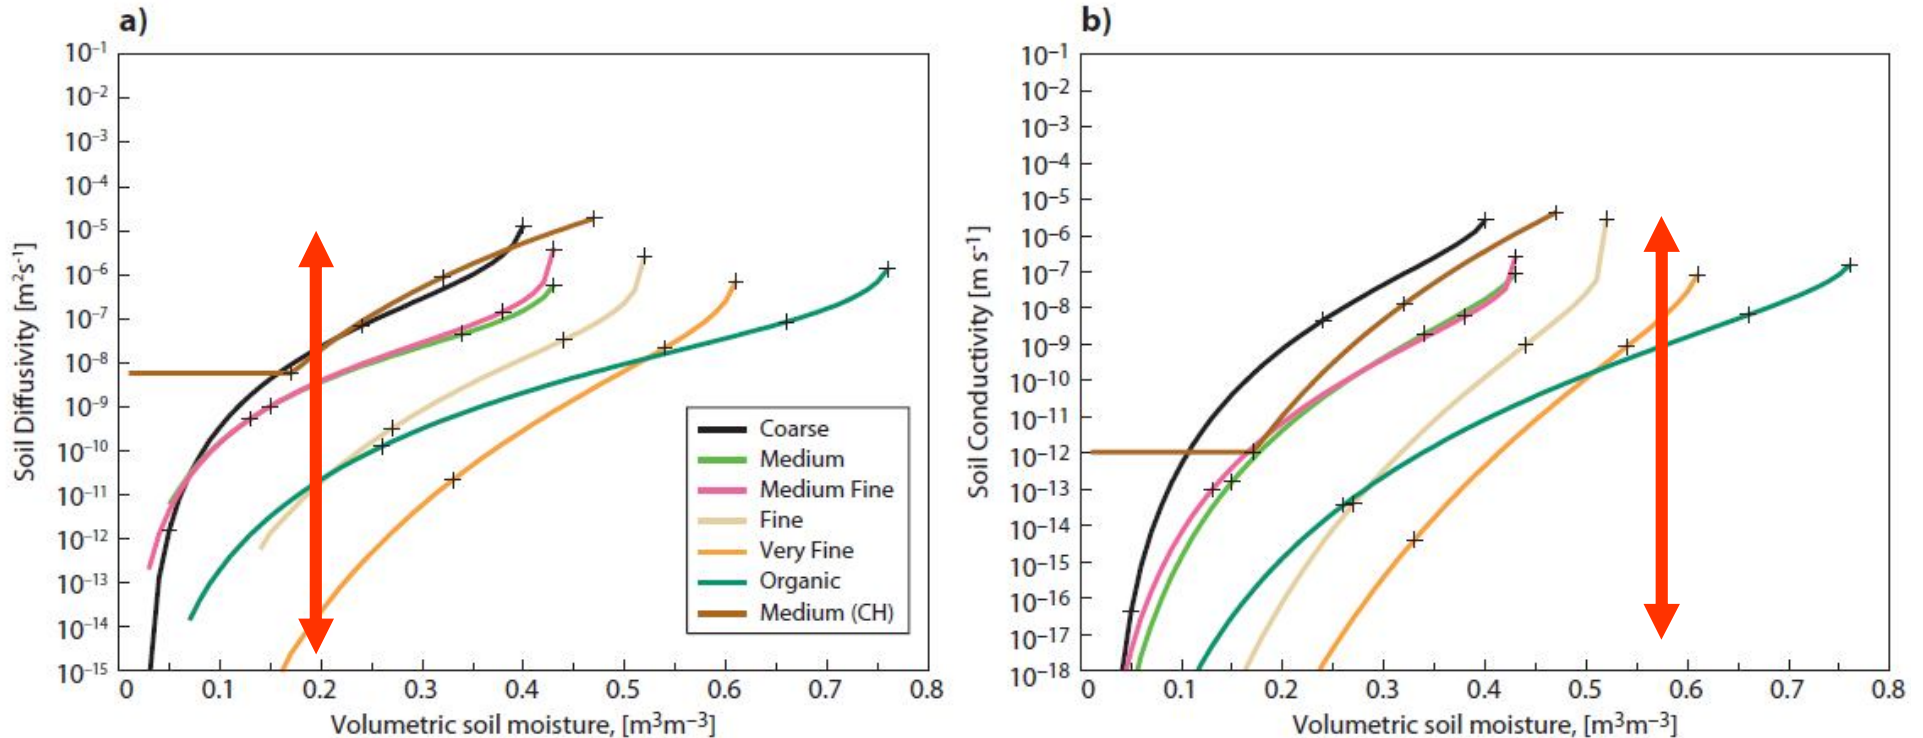 a)
Soil Diffusivity [m²s⁻¹]
10⁻¹
10⁻²
10⁻³
10⁻⁴
10⁻⁵
10⁻⁶
10⁻⁷
10⁻⁸
10⁻⁹
10⁻¹⁰
10⁻¹¹
10⁻¹²
10⁻¹³
10⁻¹⁴
10⁻¹⁵
0 0.1 0.2 0.3 0.4 0.5 0.6 0.7 0.8
Volumetric soil moisture, [m³m⁻³]
Coarse
Medium
Medium Fine
Fine
Very Fine
Organic
Medium (CH)
b)
Soil Conductivity [m s⁻¹]
10⁻¹
10⁻²
10⁻³
10⁻⁴
10⁻⁵
10⁻⁶
10⁻⁷
10⁻⁸
10⁻⁹
10⁻¹⁰
10⁻¹¹
10⁻¹²
10⁻¹³
10⁻¹⁴
10⁻¹⁵
10⁻¹⁶
10⁻¹⁷
10⁻¹⁸
0 0.1 0.2 0.3 0.4 0.5 0.6 0.7 0.8
Volumetric soil moisture, [m³m⁻³]